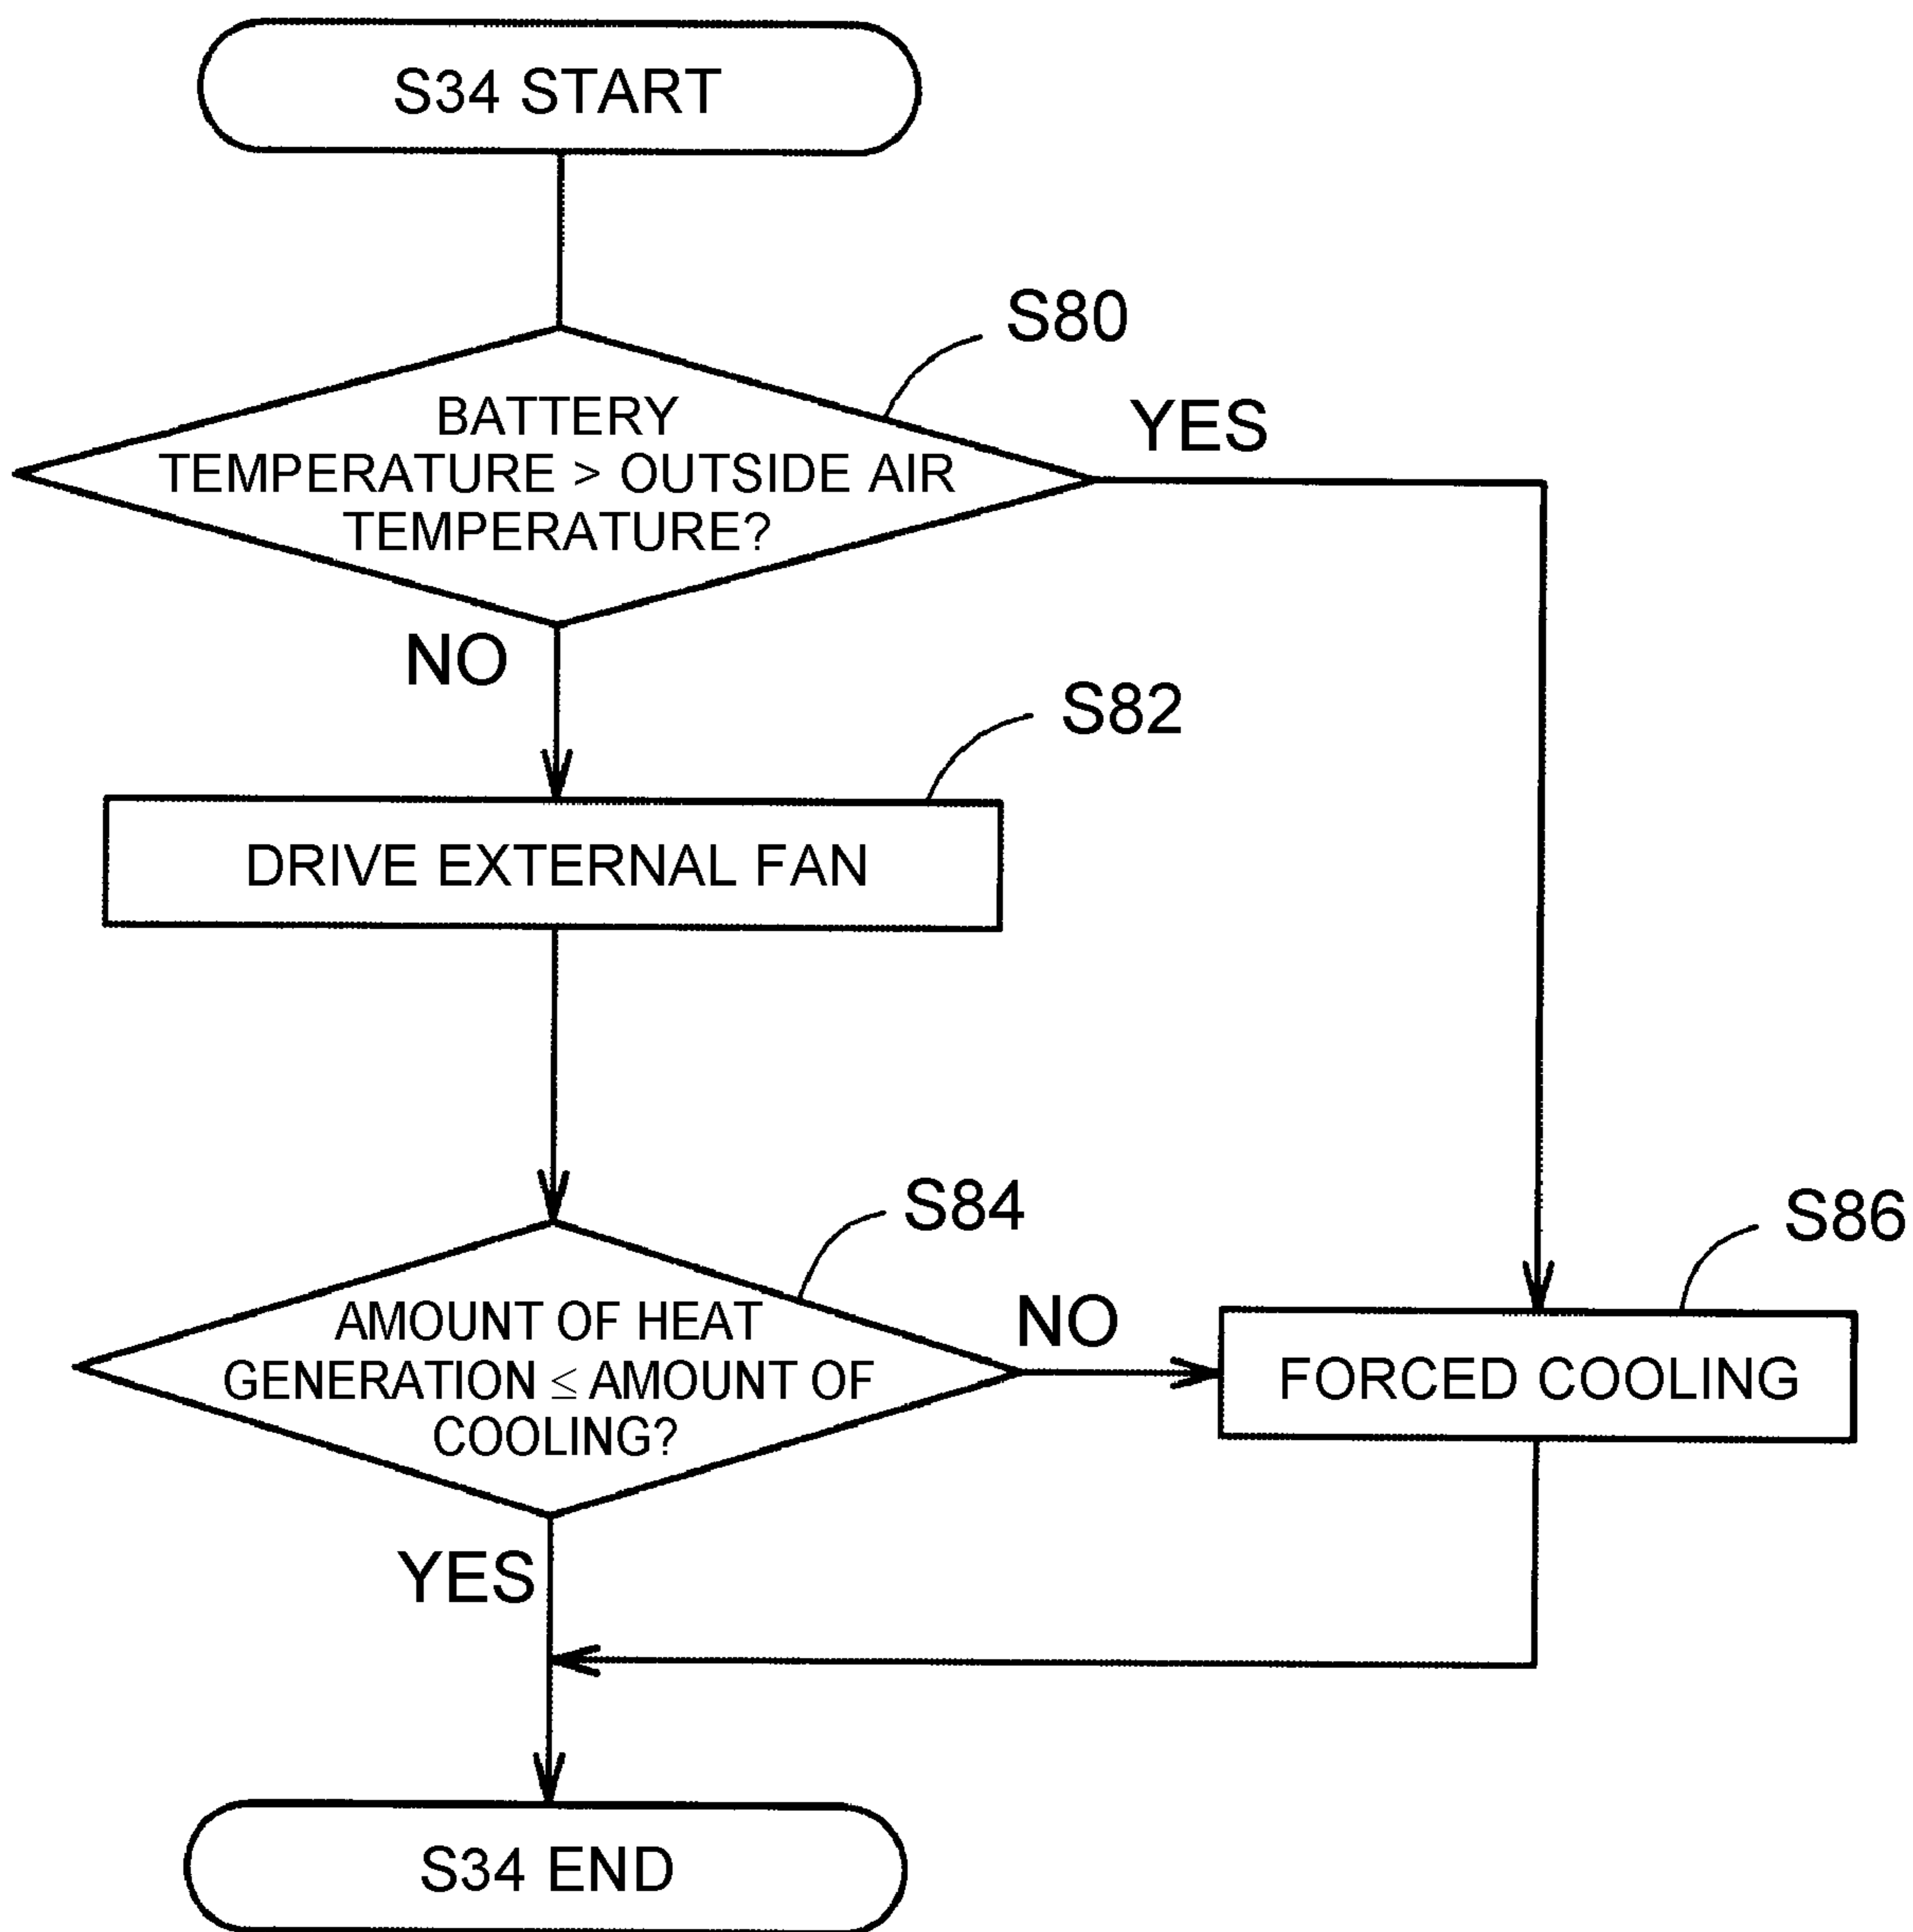 S34 START
S80
BATTERY
TEMPERATURE > OUTSIDE AIR
TEMPERATURE?
YES
NO
S82
DRIVE EXTERNAL FAN
S84
AMOUNT OF HEAT
GENERATION ≤ AMOUNT OF
COOLING?
NO
S86
FORCED COOLING
YES
S34 END